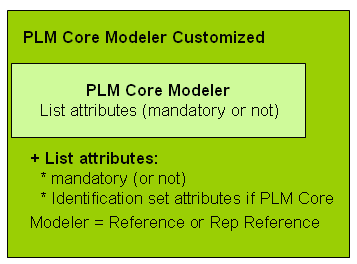 PLM Core Modeler Customized
PLM Core Modeler
List attributes (mandatory or not)
+ List attributes:
* mandatory (or not)
* Identification set attributes if PLM Core
Modeler = Reference or Rep Reference